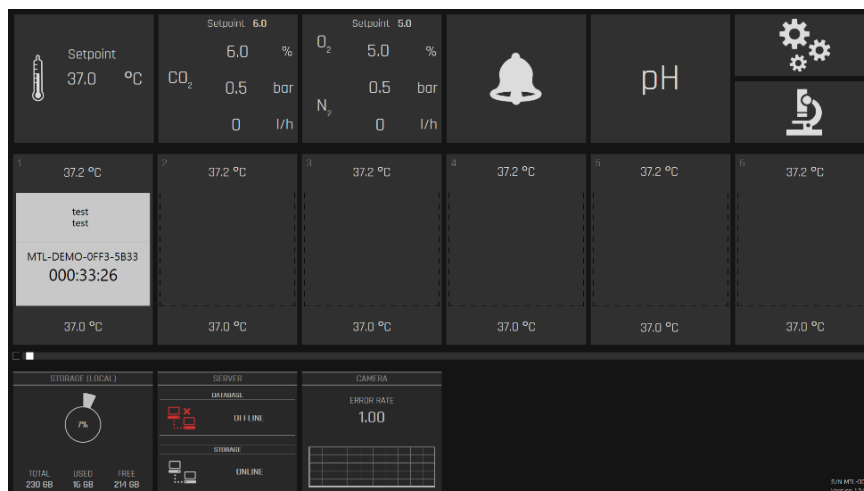 Setpoint
37.0 °C
Setpoint 6.0
CO2
6.0 %
0.5 bar
0 l/h
Setpoint 5.0
O2
5.0 %
0.5 bar
N2
0 l/h
pH
1
37.2 °C
test
test
MTL-DEMO-0FF3-5B33
000:33:26
37.0 °C
2
37.2 °C
37.0 °C
3
37.2 °C
37.0 °C
4
37.2 °C
37.0 °C
5
37.2 °C
37.0 °C
6
37.2 °C
37.0 °C
STORAGE (LOCAL)
7%
TOTAL USED FREE
230 GB 16 GB 214 GB
SERVER
DATABASE
OFFLINE
STORAGE
ONLINE
CAMERA
ERROR RATE
1.00